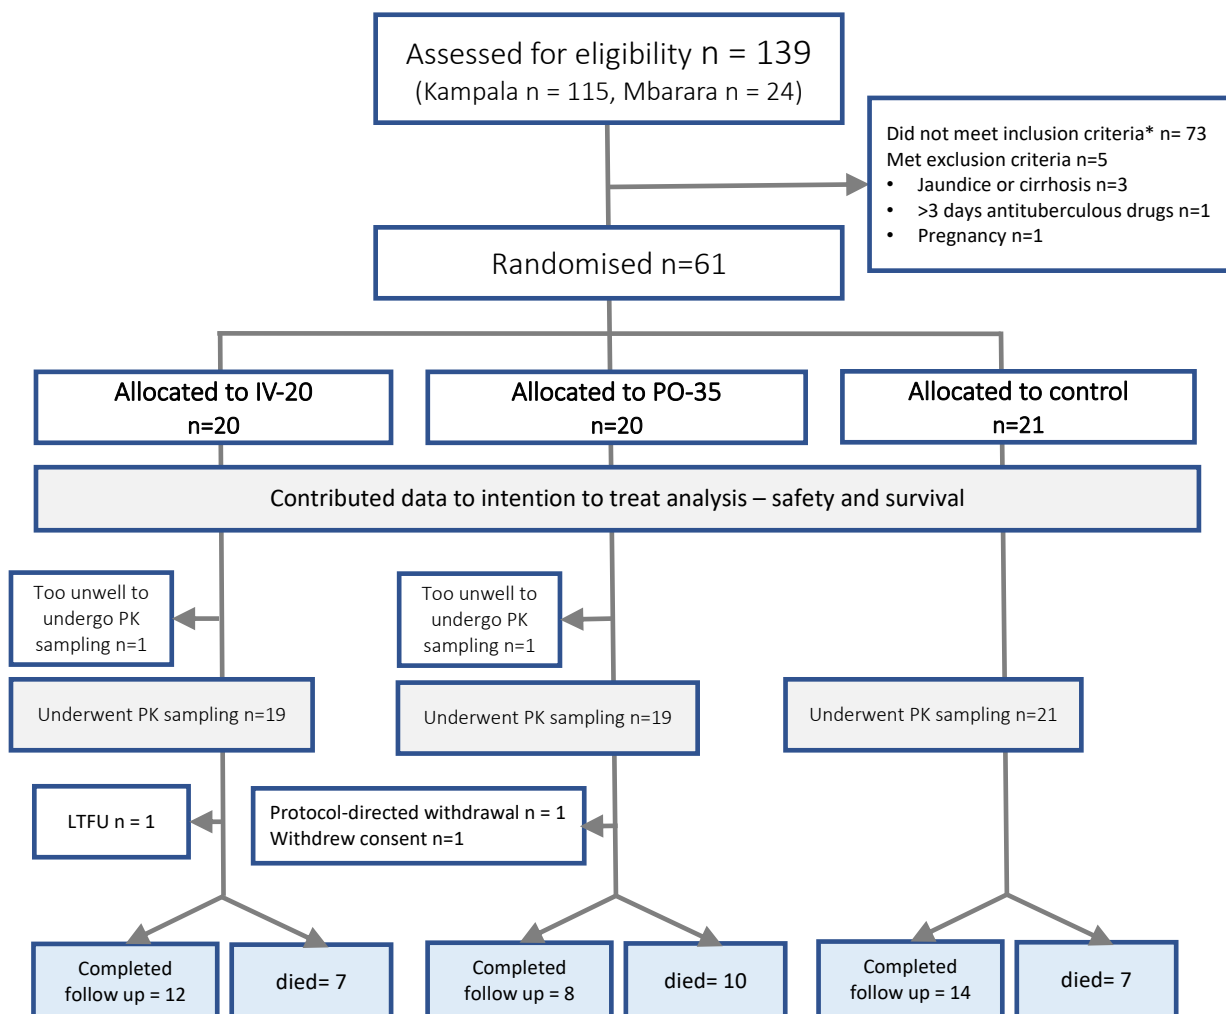 Assessed for eligibility n = 139
(Kampala n = 115, Mbarara n = 24)
Did not meet inclusion criteria* n= 73
Met exclusion criteria n=5
• Jaundice or cirrhosis n=3
• >3 days antituberculous drugs n=1
• Pregnancy n=1
Randomised n=61
Allocated to IV-20
n=20
Allocated to PO-35
n=20
Allocated to control
n=21
Contributed data to intention to treat analysis – safety and survival
Too unwell to
undergo PK
sampling n=1
Too unwell to
undergo PK
sampling n=1
Underwent PK sampling n=19
Underwent PK sampling n=19
Underwent PK sampling n=21
LTFU n = 1
Protocol-directed withdrawal n = 1
Withdrew consent n=1
Completed
follow up = 12
died= 7
Completed
follow up = 8
died= 10
Completed
follow up = 14
died= 7